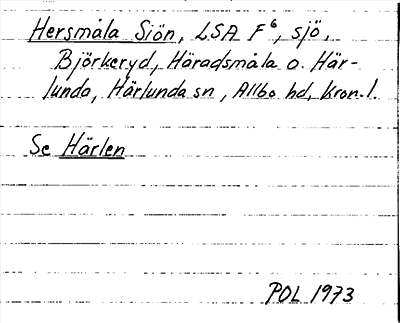 Hersmåla Siön, LSA F⁶, sjö,
Björkeryd, Häradsmåla o. Här-
lunda, Härlunda sn, Allbo hd, Kron. l.
Se Härlen
POL 1973